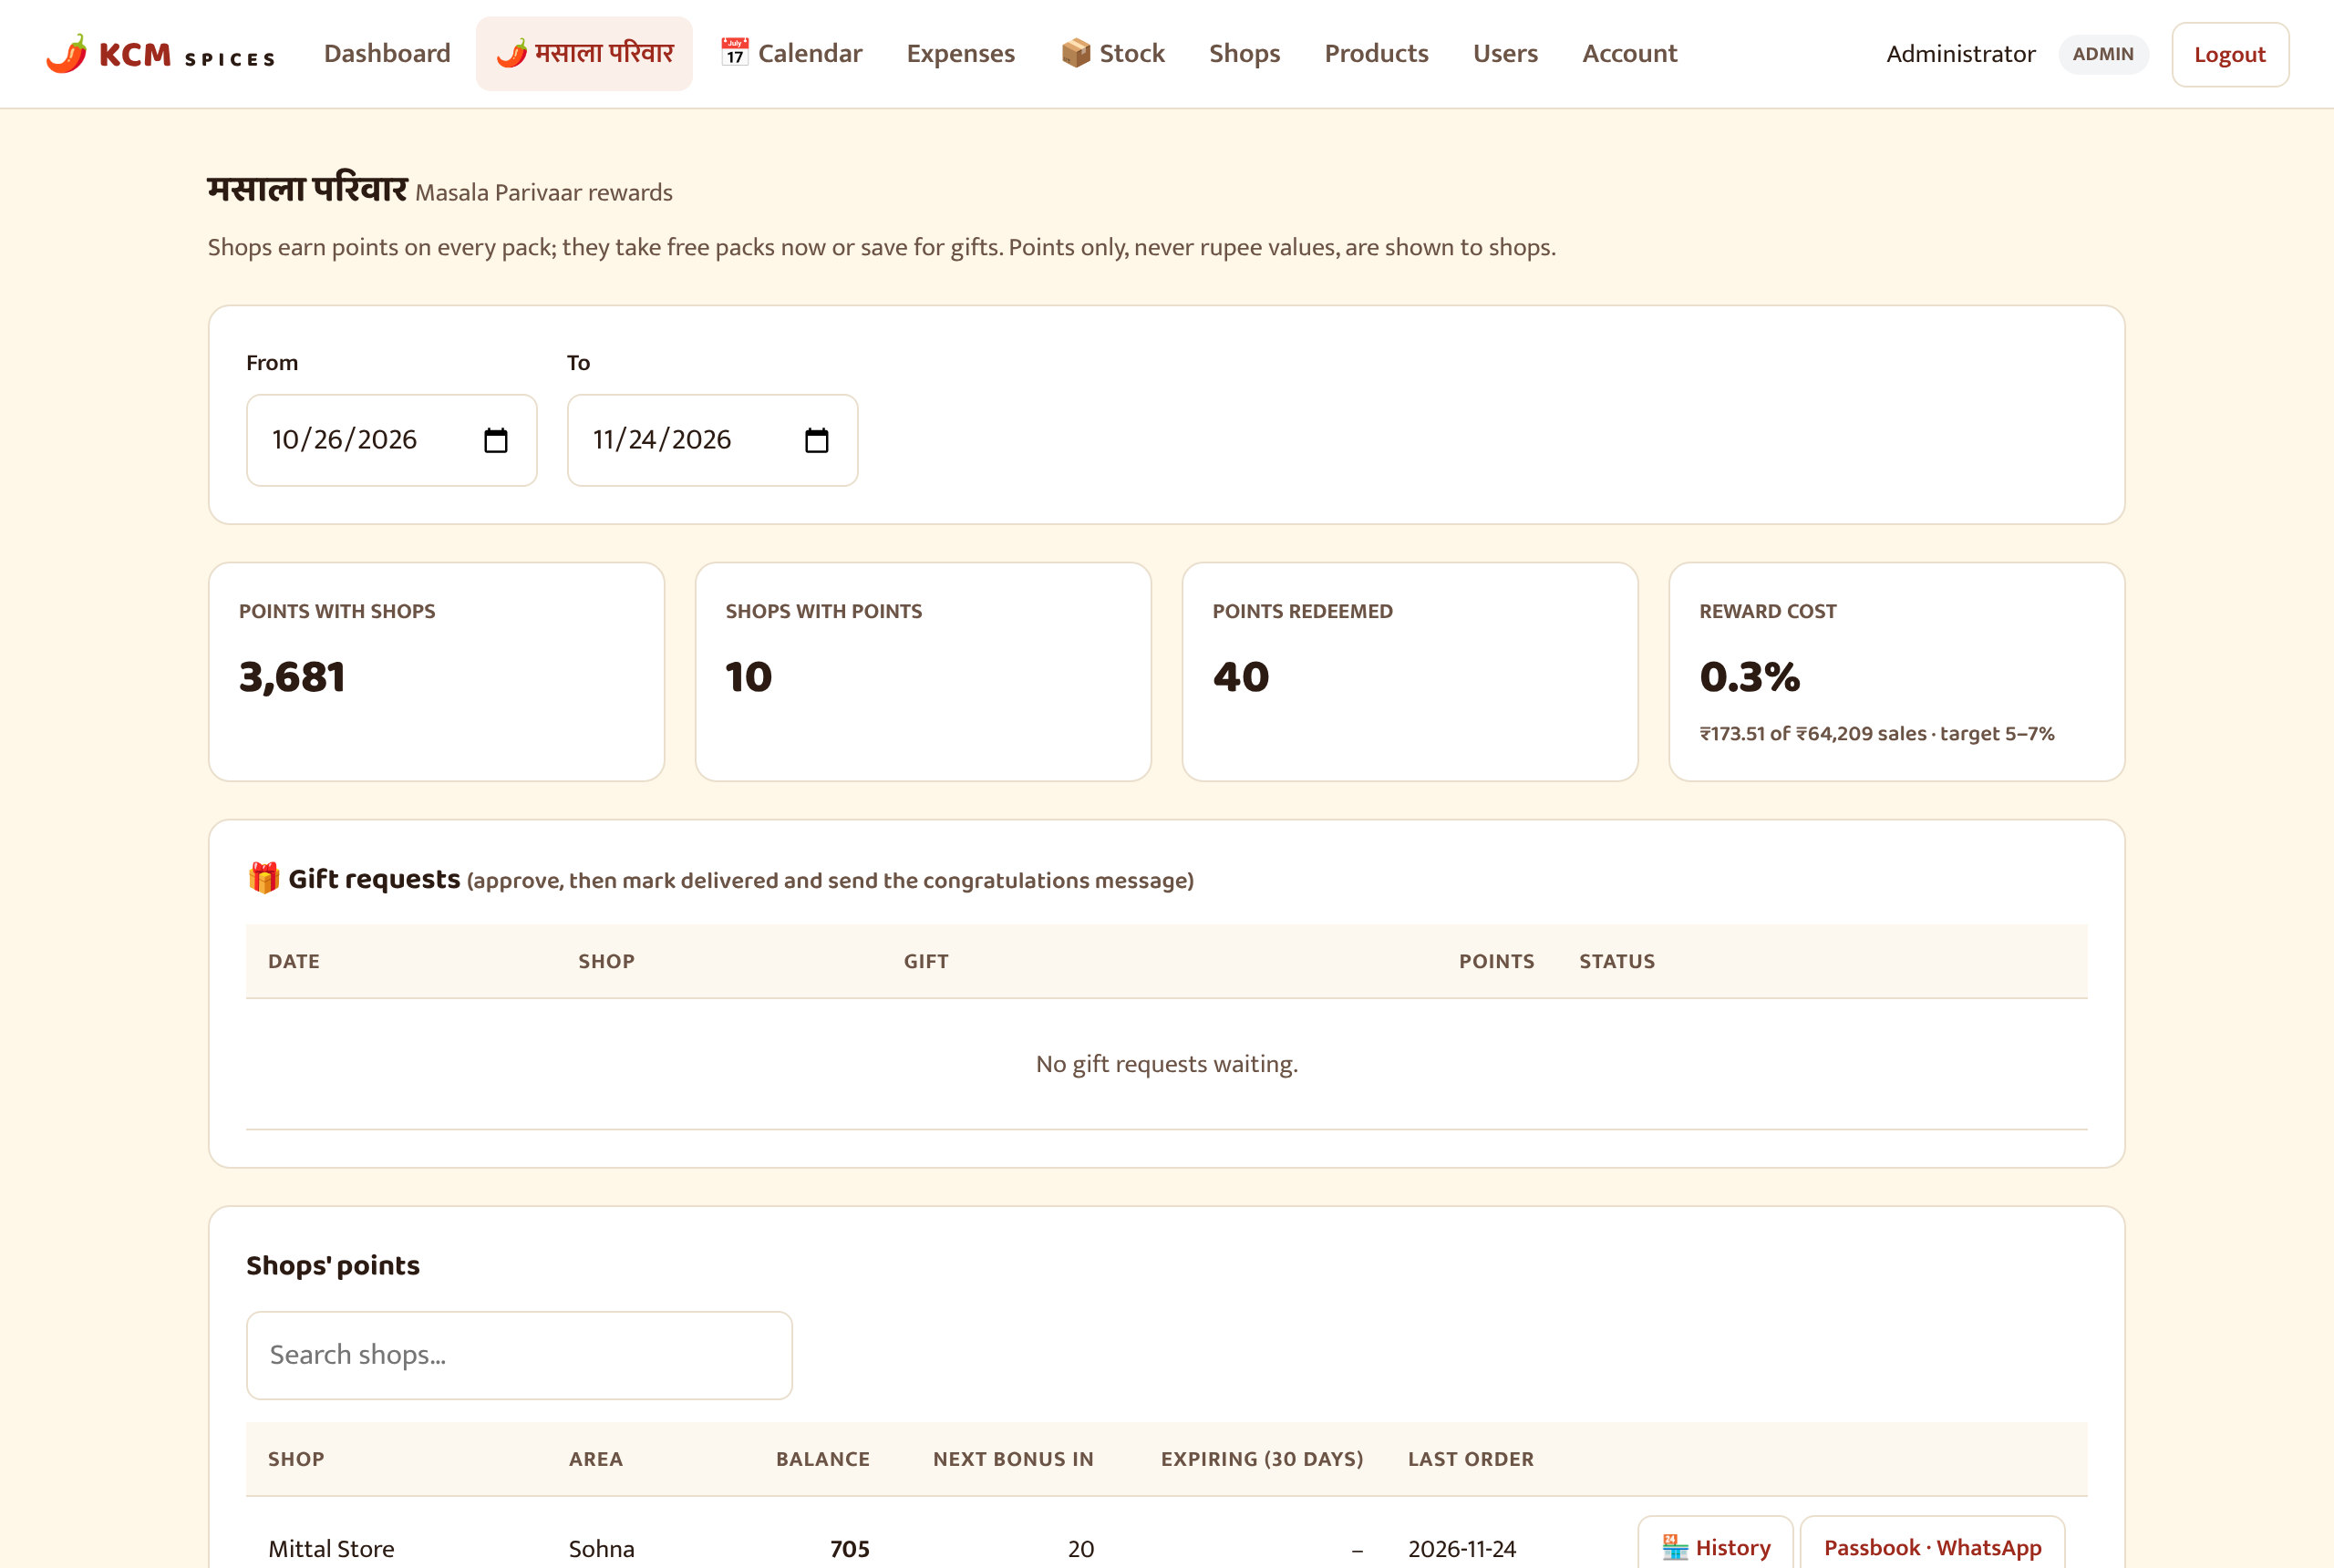 KCM SPICES Dashboard मसाला परिवार Calendar Expenses Stock Shops Products Users Account Administrator ADMIN Logout
मसाला परिवार Masala Parivaar rewards
Shops earn points on every pack; they take free packs now or save for gifts. Points only, never rupee values, are shown to shops.
From To
10/26/2026 11/24/2026
POINTS WITH SHOPS SHOPS WITH POINTS POINTS REDEEMED REWARD COST
3,681 10 40 0.3%
₹173.51 of ₹64,209 sales · target 5–7%
Gift requests (approve, then mark delivered and send the congratulations message)
DATE SHOP GIFT POINTS STATUS
No gift requests waiting.
Shops' points
Search shops...
SHOP AREA BALANCE NEXT BONUS IN EXPIRING (30 DAYS) LAST ORDER
Mittal Store Sohna 705 20 – 2026-11-24 History Passbook · WhatsApp